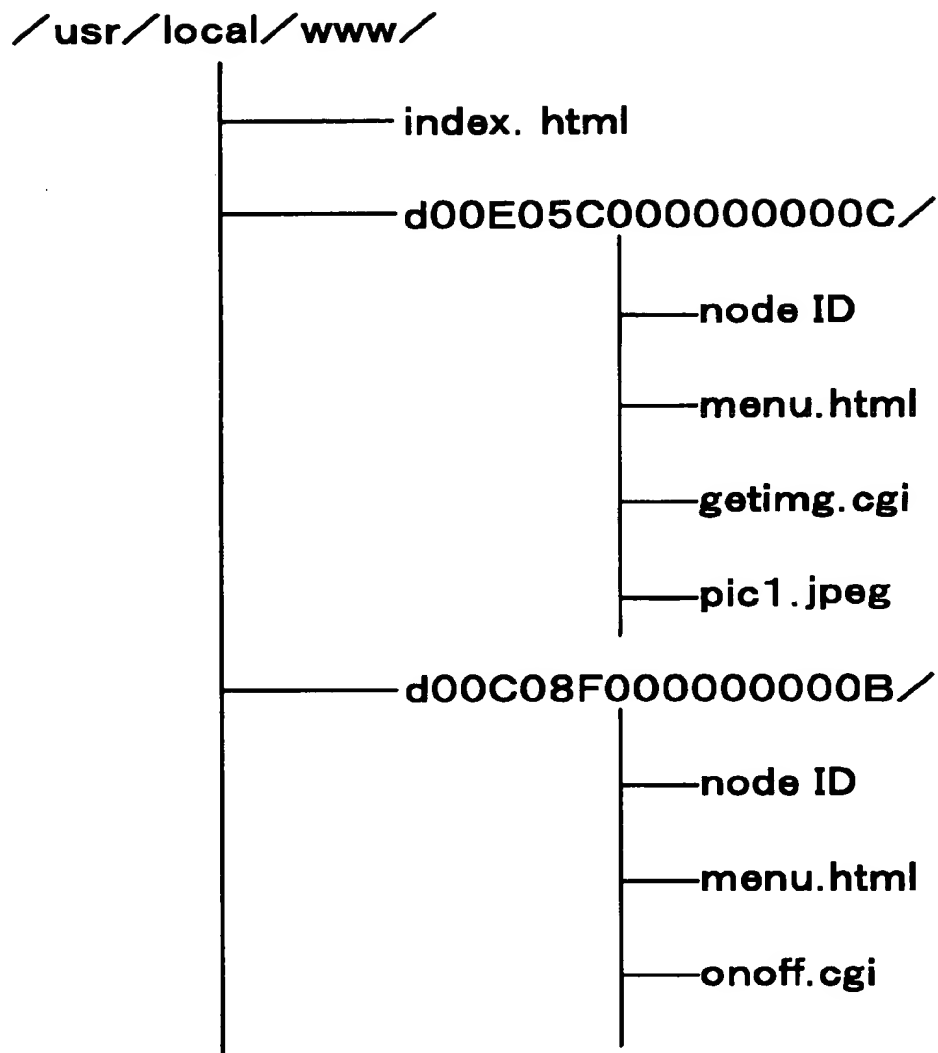 /usr/local/www/
index. html
d00E05C000000000C/
node ID
menu.html
getimg.cgi
pic1.jpeg
d00C08F000000000B/
node ID
menu.html
onoff.cgi